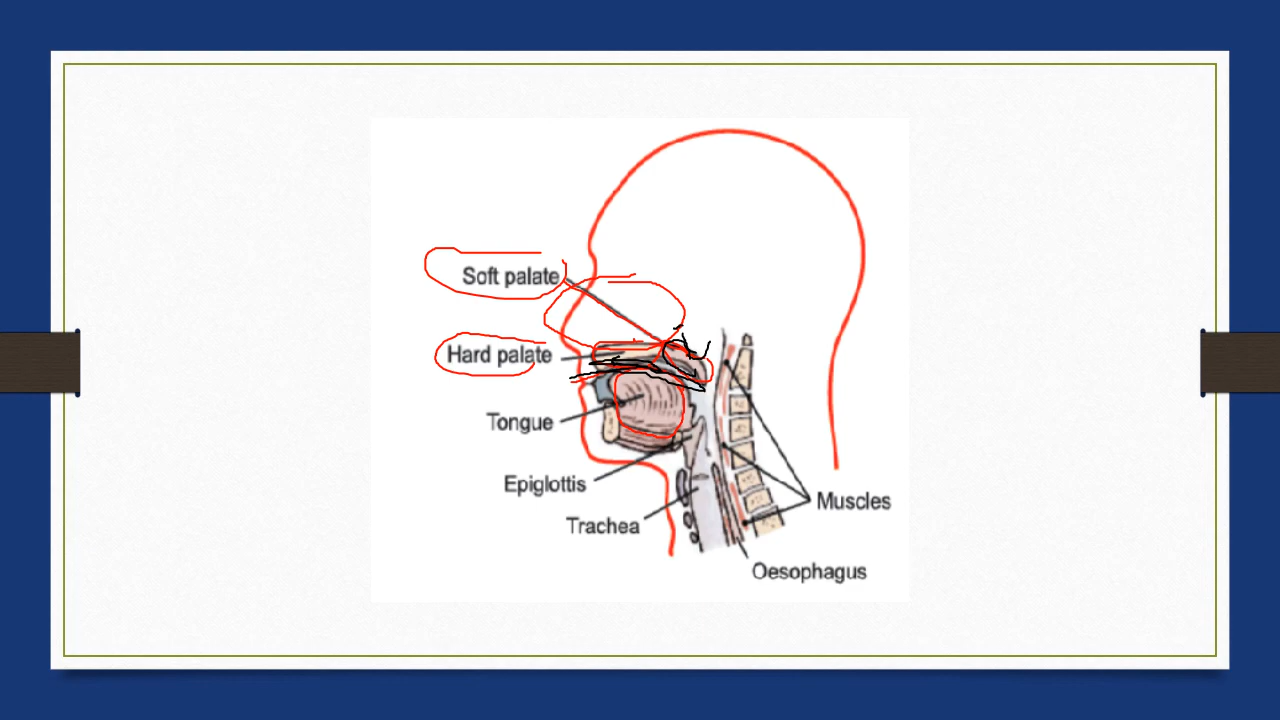 Soft palate
Hard palate
Tongue
Epiglottis
Trachea
Muscles
Oesophagus